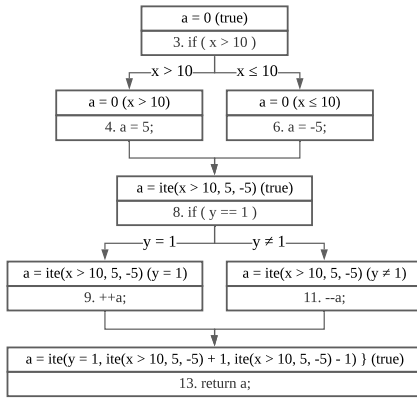 a = 0 (true)
3. if ( x > 10 )
x > 10
x ≤ 10
a = 0 (x > 10)
a = 0 (x ≤ 10)
4. a = 5;
6. a = -5;
a = ite(x > 10, 5, -5) (true)
8. if ( y == 1 )
y = 1
y ≠ 1
a = ite(x > 10, 5, -5) (y = 1)
a = ite(x > 10, 5, -5) (y ≠ 1)
9. ++a;
11. --a;
a = ite(y = 1, ite(x > 10, 5, -5) + 1, ite(x > 10, 5, -5) - 1) } (true)
13. return a;